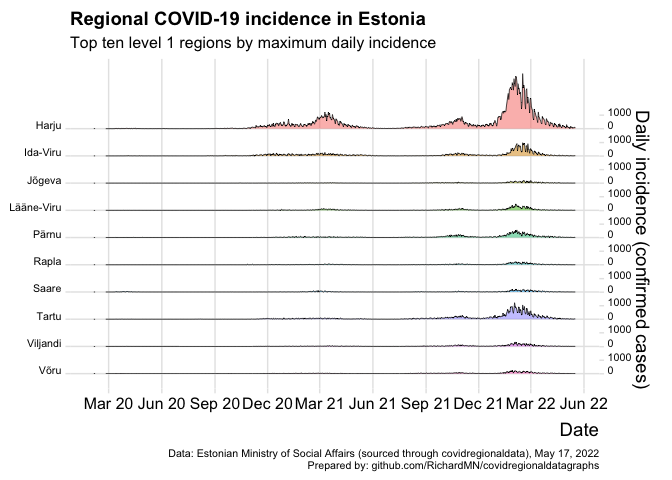 Regional COVID-19 incidence in Estonia
Top ten level 1 regions by maximum daily incidence
Harju
Ida-Viru
Jõgeva
Lääne-Viru
Pärnu
Rapla
Saare
Tartu
Viljandi
Võru
1000
0
1000
0
1000
0
1000
0
1000
0
1000
0
1000
0
1000
0
1000
0
1000
0
Daily incidence (confirmed cases)
Mar 20 Jun 20 Sep 20 Dec 20 Mar 21 Jun 21 Sep 21 Dec 21 Mar 22 Jun 22
Date
Data: Estonian Ministry of Social Affairs (sourced through covidregionaldata), May 17, 2022
Prepared by: github.com/RichardMN/covidregionaldatagraphs